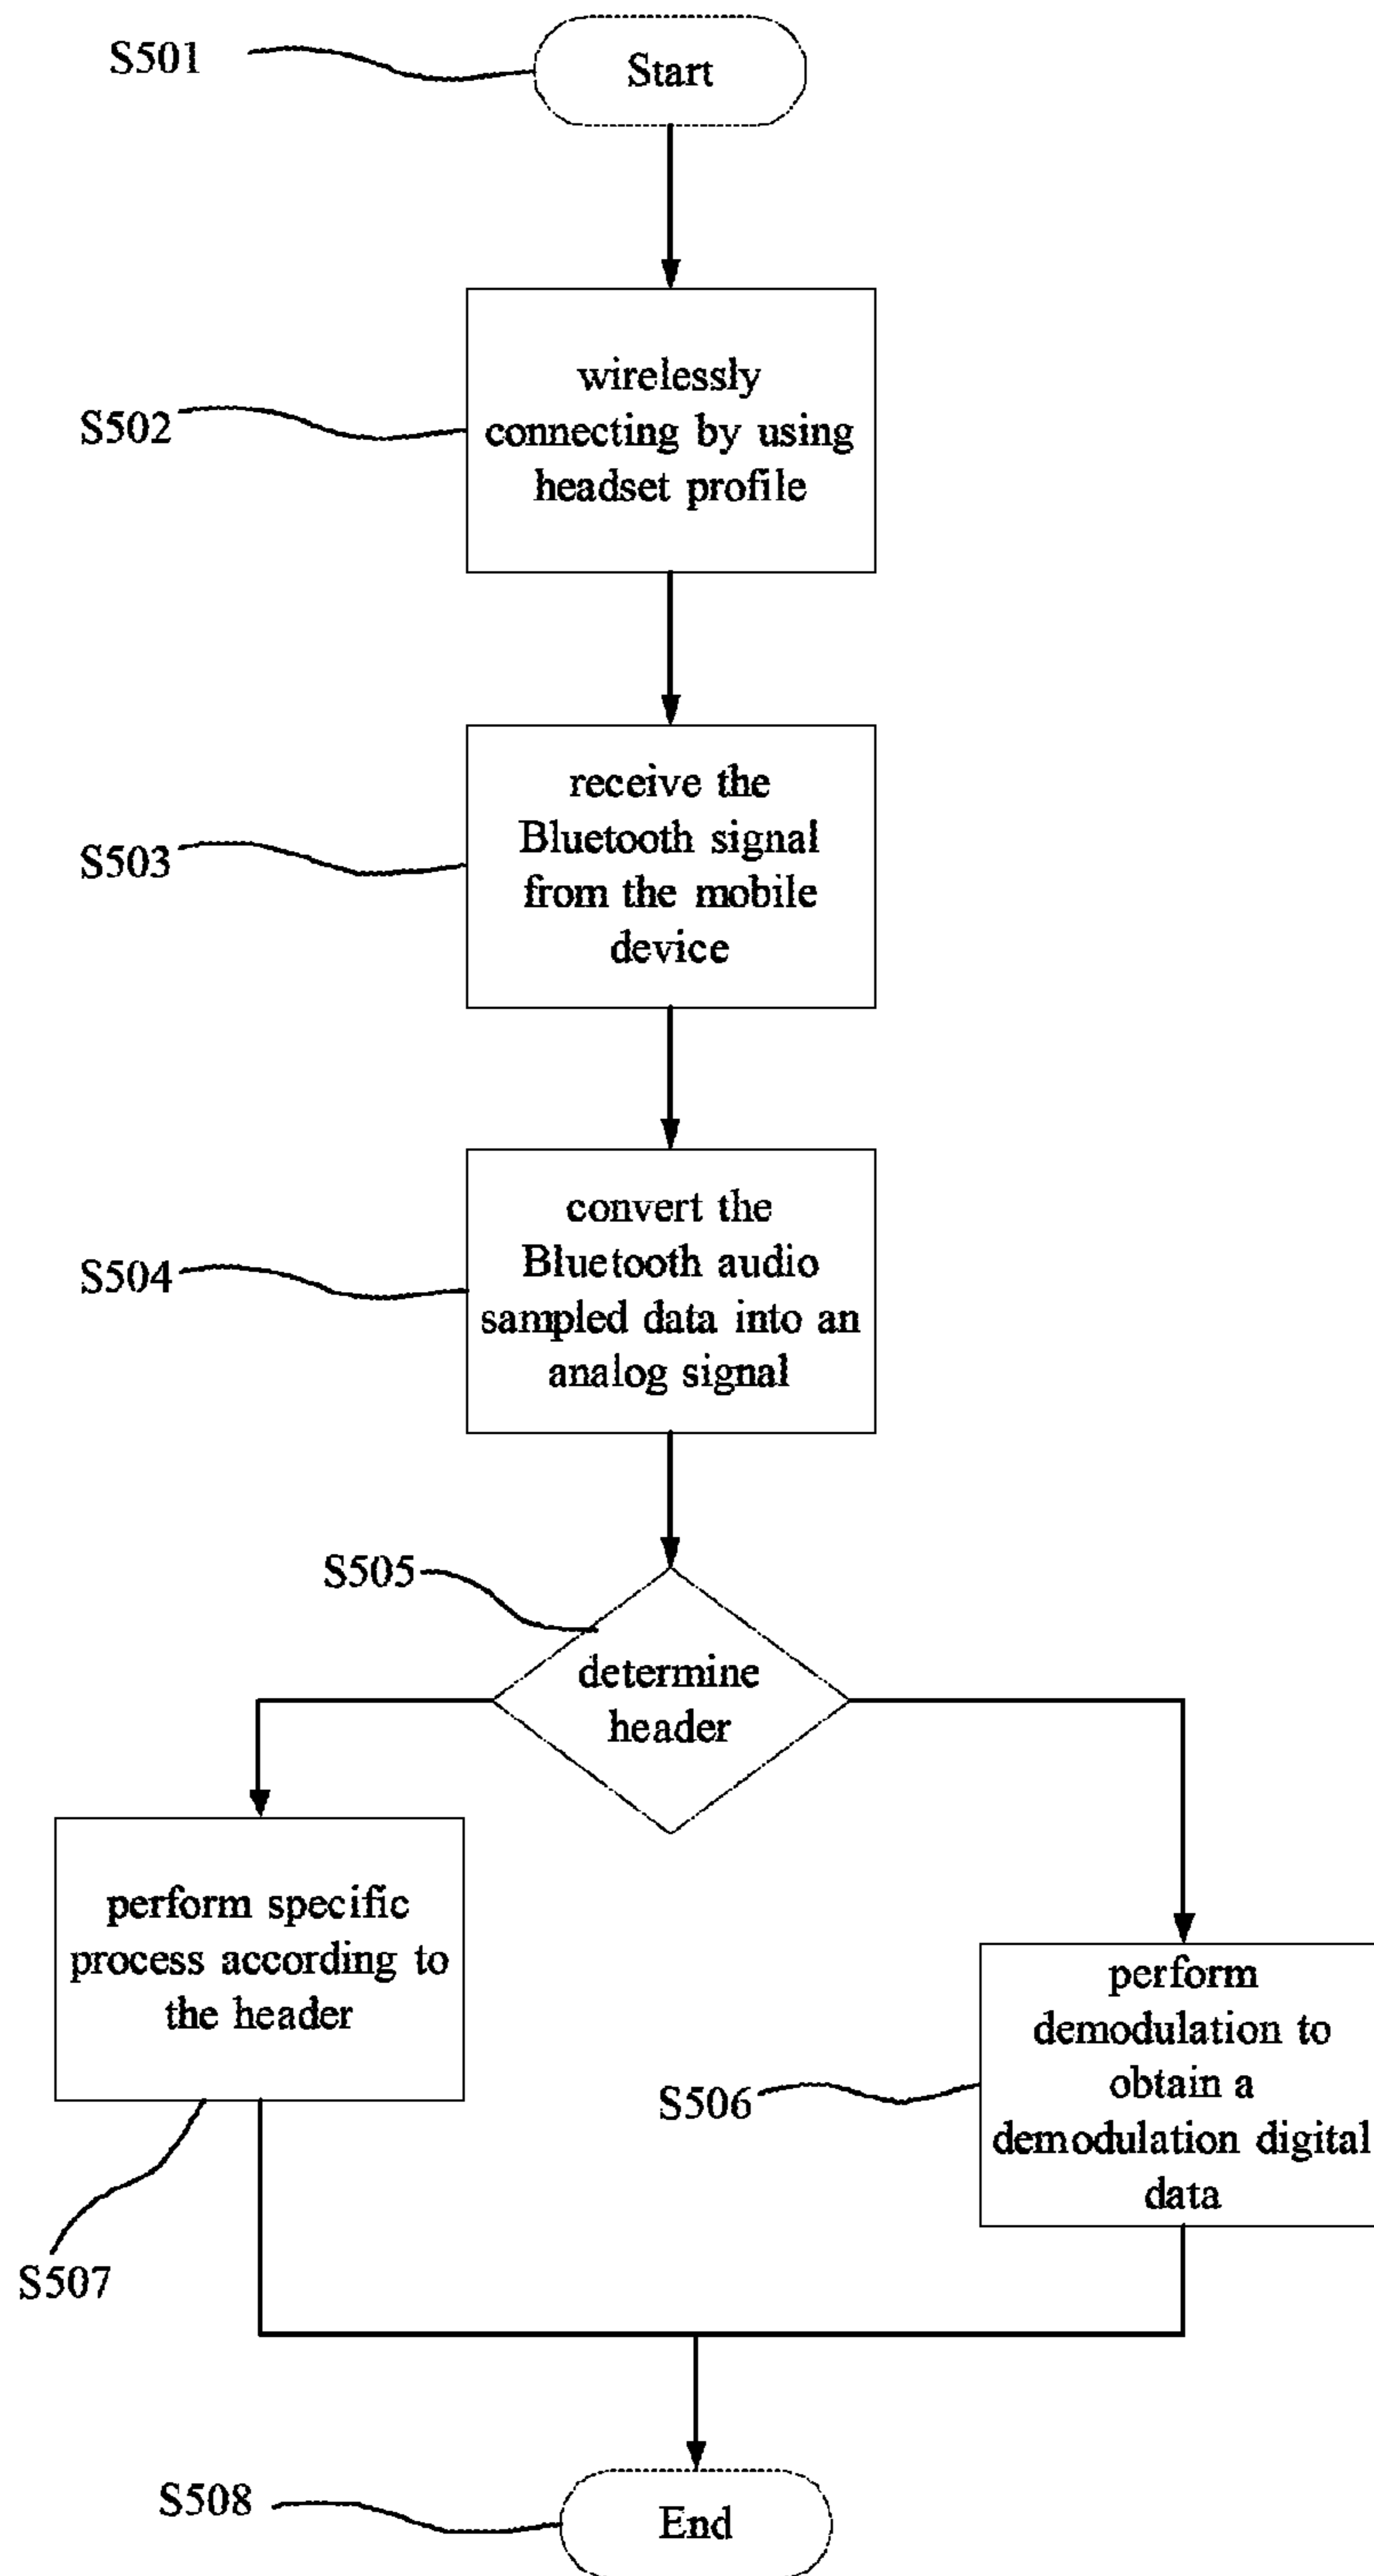 S501
Start
wirelessly
connecting by using
headset profile
S502
receive the
Bluetooth signal
from the mobile
device
S503
convert the
Bluetooth audio
sampled data into an
analog signal
S504
S505
determine
header
perform specific
process according to
the header
perform
demodulation to
obtain a
demodulation digital
data
S506
S507
S508
End